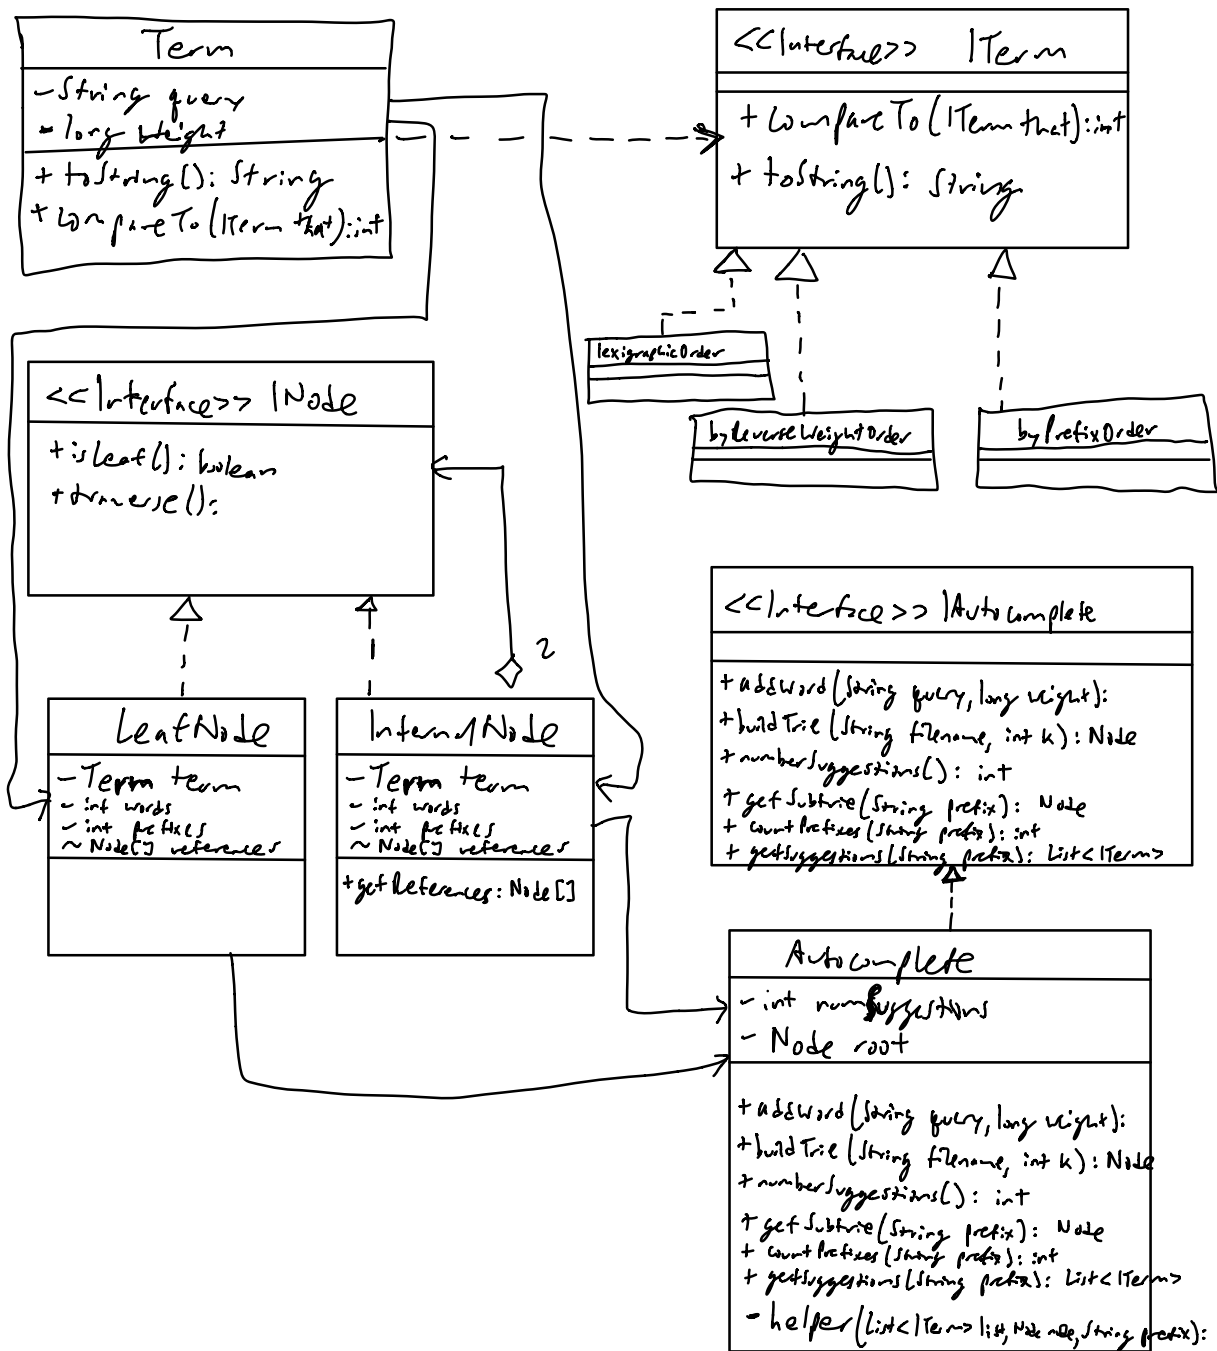 Term
- String query
- long weight
+ toString(): String
+ compareTo(ITerm that): int
<<Interface>> ITerm
+ compareTo(ITerm that): int
+ toString(): String
lexigraphicOrder
byReverseWeightOrder
byPrefixOrder
<<Interface>> INode
+ isLeaf(): boolean
+ traverse():
2
LeafNode
- Term term
- int words
- int prefixes
~ Node[] references
InternalNode
- Term term
- int words
- int prefixes
~ Node[] references
+ getReferences: Node[]
<<Interface>> IAutocomplete
+ addWord(String query, long weight):
+ buildTrie(String filename, int k): Node
+ numberSuggestions(): int
+ getSubtrie(String prefix): Node
+ countPrefixes(String prefix): int
+ getSuggestions(String prefix): List<ITerm>
Autocomplete
- int numSuggestions
- Node root
+ addWord(String query, long weight):
+ buildTrie(String filename, int k): Node
+ numberSuggestions(): int
+ getSubtrie(String prefix): Node
+ countPrefixes(String prefix): int
+ getSuggestions(String prefix): List<ITerm>
- helper(List<ITerm> list, Node node, String prefix):